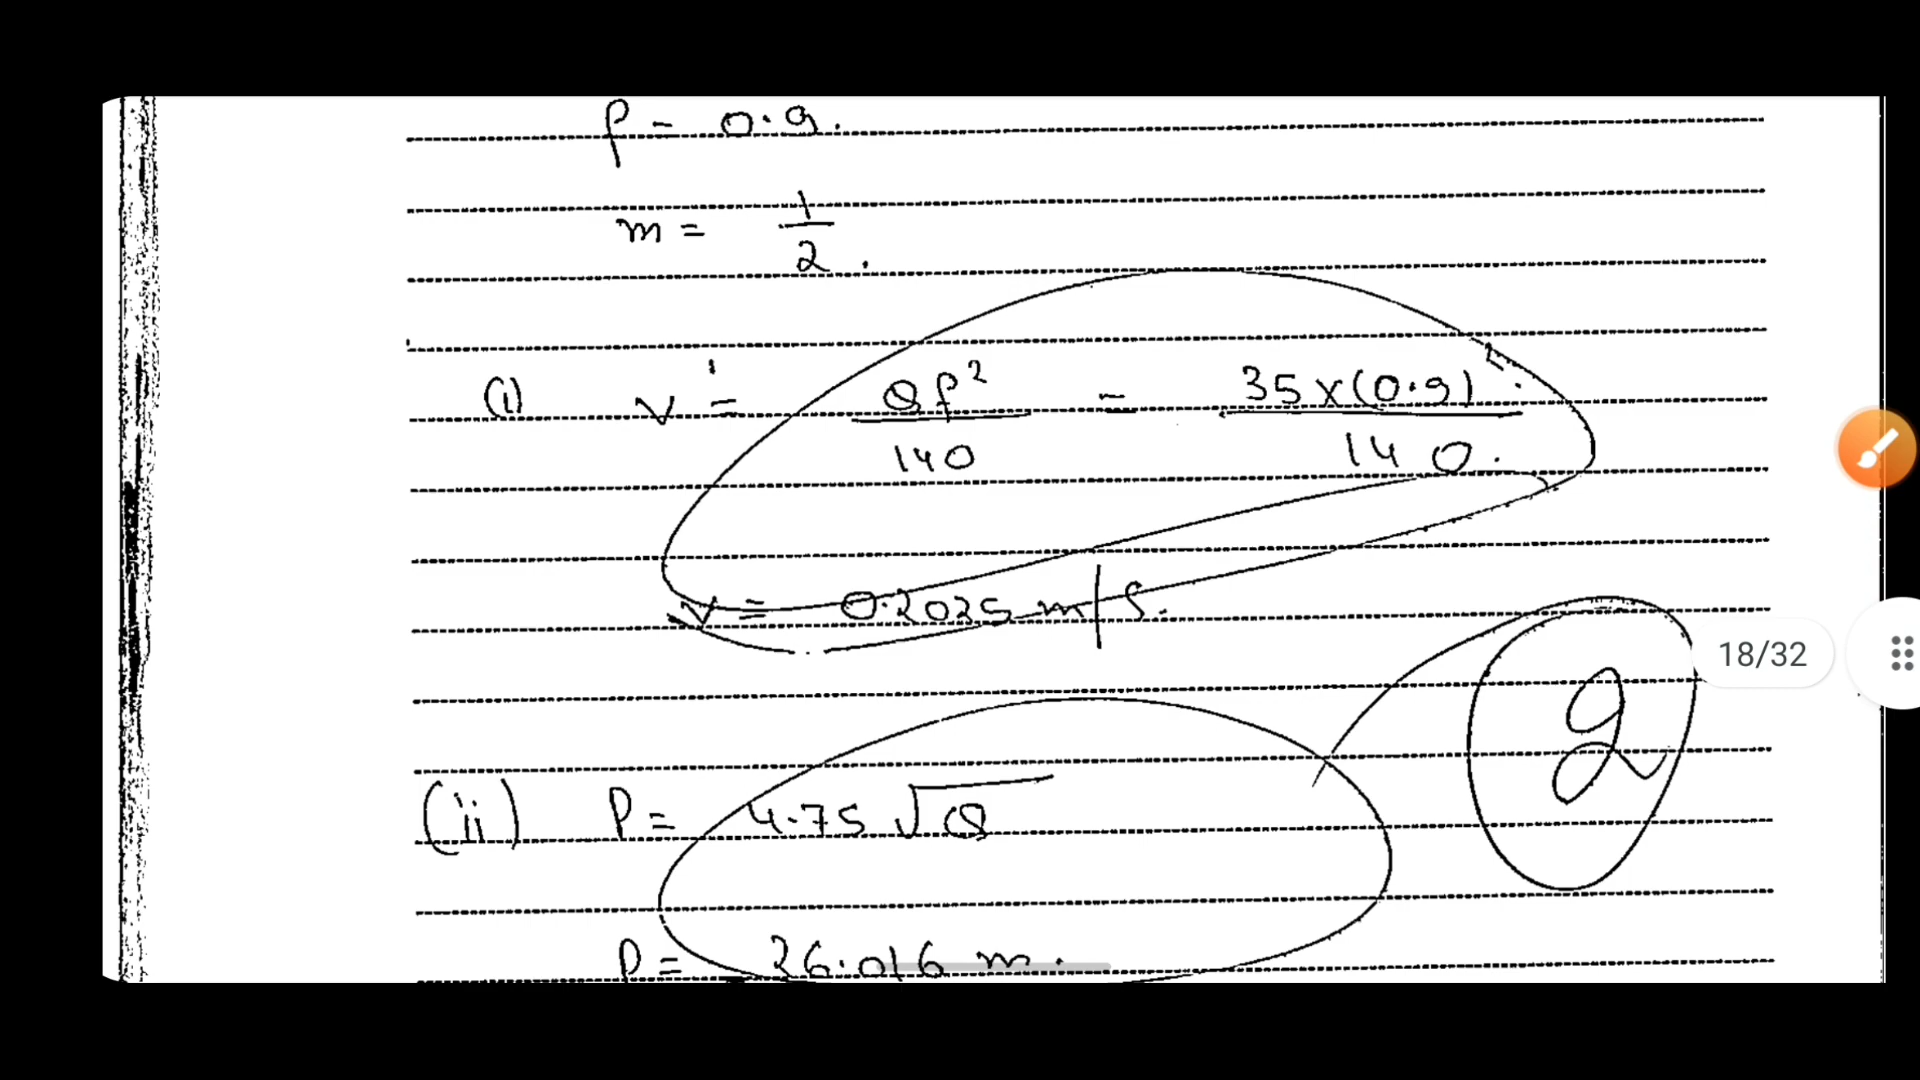 f = 0.9.
m = 1/2.
(i) V = Qf²/140 = 35x(0.9)²/140.
V = 0.2025 m/s.
2
18/32
(ii) P = 4.75 √Q
P = 26.016 m.